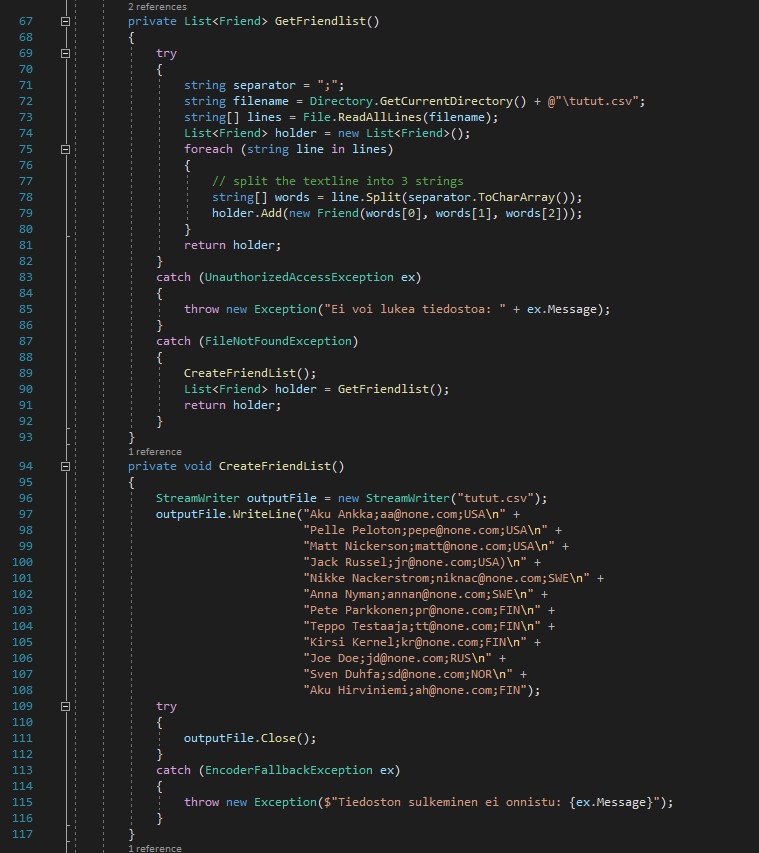 2 references
67 private List<Friend> GetFriendlist()
68 {
69 try
70 {
71 string separator = ";";
72 string filename = Directory.GetCurrentDirectory() + @"\tutut.csv";
73 string[] lines = File.ReadAllLines(filename);
74 List<Friend> holder = new List<Friend>();
75 foreach (string line in lines)
76 {
77 // split the textline into 3 strings
78 string[] words = line.Split(separator.ToCharArray());
79 holder.Add(new Friend(words[0], words[1], words[2]));
80 }
81 return holder;
82 }
83 catch (UnauthorizedAccessException ex)
84 {
85 throw new Exception("Ei voi lukea tiedostoa: " + ex.Message);
86 }
87 catch (FileNotFoundException)
88 {
89 CreateFriendList();
90 List<Friend> holder = GetFriendlist();
91 return holder;
92 }
93 }
1 reference
94 private void CreateFriendList()
95 {
96 StreamWriter outputFile = new StreamWriter("tutut.csv");
97 outputFile.WriteLine("Aku Ankka;aa@none.com;USA\n" +
98 "Pelle Peloton;pepe@none.com;USA\n" +
99 "Matt Nickerson;matt@none.com;USA\n" +
100 "Jack Russel;jr@none.com;USA)\n" +
101 "Nikke Nackerstrom;niknac@none.com;SWE\n" +
102 "Anna Nyman;annan@none.com;SWE\n" +
103 "Pete Parkkonen;pr@none.com;FIN\n" +
104 "Teppo Testaaja;tt@none.com;FIN\n" +
105 "Kirsi Kernel;kr@none.com;FIN\n" +
106 "Joe Doe;jd@none.com;RUS\n" +
107 "Sven Duhfa;sd@none.com;NOR\n" +
108 "Aku Hirviniemi;ah@none.com;FIN");
109 try
110 {
111 outputFile.Close();
112 }
113 catch (EncoderFallbackException ex)
114 {
115 throw new Exception($"Tiedoston sulkeminen ei onnistu: {ex.Message}");
116 }
117 }
1 reference